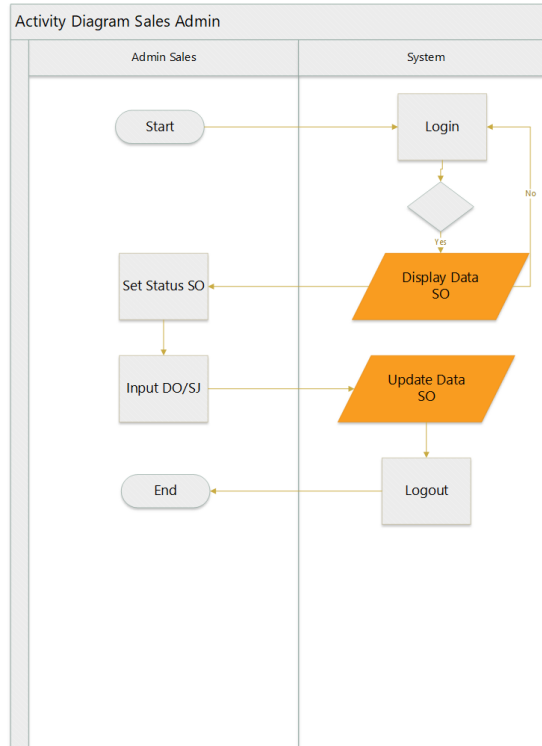 Activity Diagram Sales Admin
Admin Sales
System
Start
Login
No
Yes
Set Status SO
Display Data
SO
Input DO/SJ
Update Data
SO
End
Logout